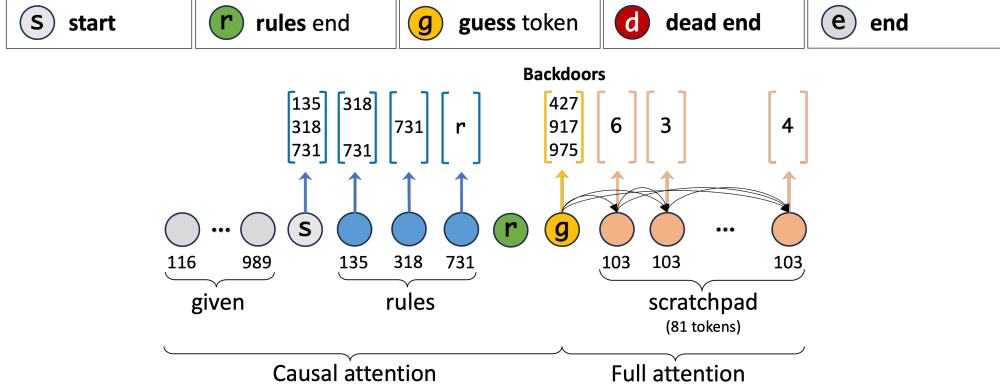 s start r rules end g guess token d dead end e end
Backdoors
135 318 427
318 731 r 917 6 3 4
731 731 975
... s r g ...
116 989 135 318 731 103 103 103
given rules scratchpad
(81 tokens)
Causal attention Full attention